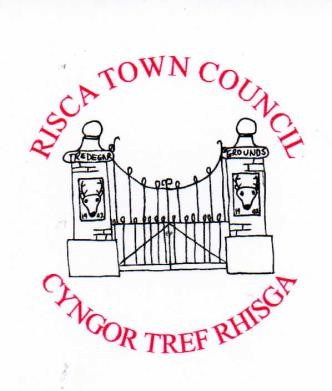 RISCA TOWN COUNCIL
TREDEGAR
GROUNDS
CYNGOR TREF RHISGA